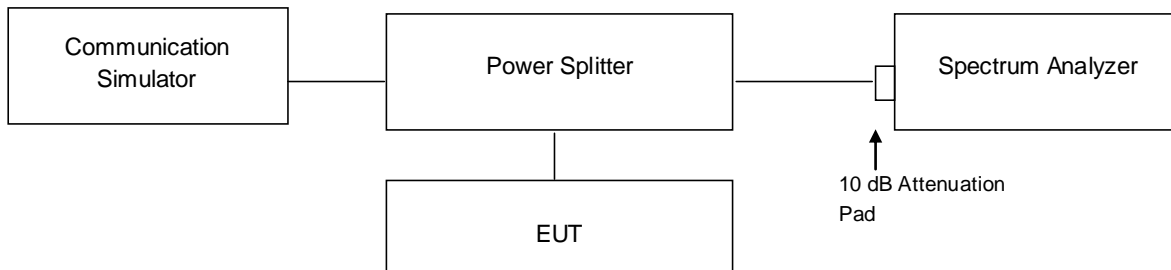 Communication
Simulator
Power Splitter
Spectrum Analyzer
10 dB Attenuation
Pad
EUT